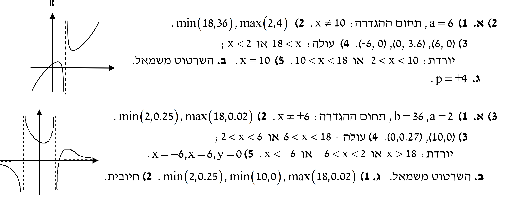 2) א. 1) a = 6, תחום ההגדרה: x ≠ 10. 2) min(18,36), max(2,4).
3) (6, 0), (0, 3.6), (-6, 0). 4) עולה: x > 18 או x < 2;
יורדת: 2 < x < 10 או 10 < x < 18. 5) x = 10. ב. השרטוט משמאל.
ג. p = -4.
3) א. 1) a = 2, b = 36, תחום ההגדרה: x ≠ ±6. 2) min(2,0.25), max(18,0.02).
3) (10,0), (0,0.27). 4) עולה: 6 < x < 18 או 2 < x < 6;
יורדת: x > 18 או -6 < x < 2 או x < -6. 5) x = -6, x = 6, y = 0.
ב. השרטוט משמאל. ג. 1) min(2,0.25), min(10,0), max(18,0.02). 2) חיובית.